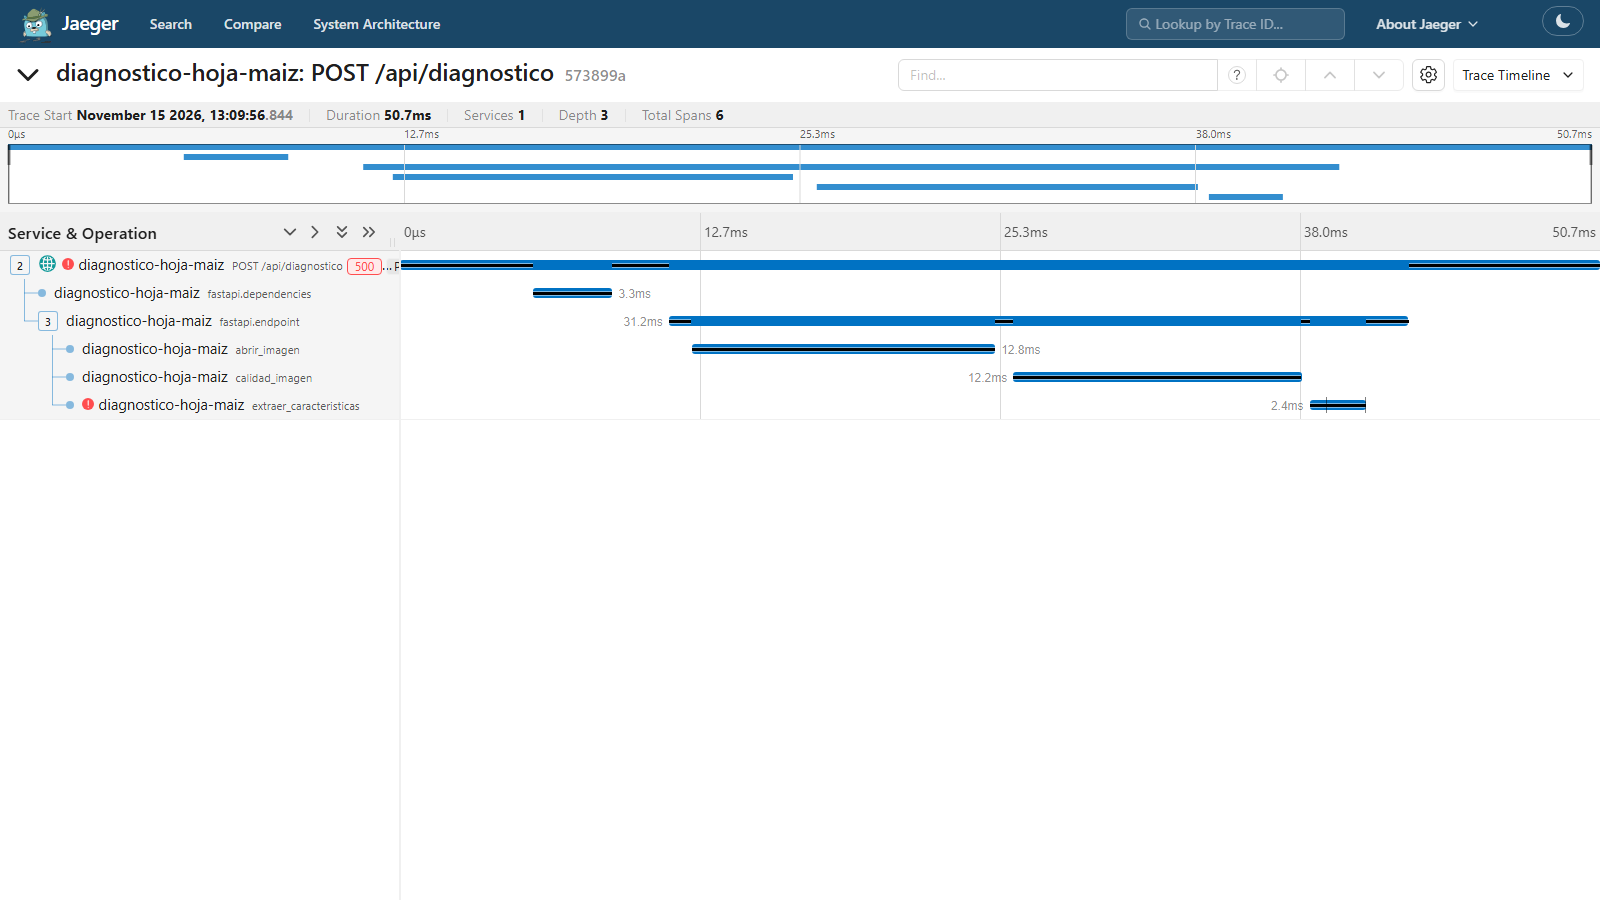 Jaeger Search Compare System Architecture Lookup by Trace ID... About Jaeger
diagnostico-hoja-maiz: POST /api/diagnostico 573899a Find... ? Trace Timeline
Trace Start November 15 2026, 13:09:56.844 Duration 50.7ms Services 1 Depth 3 Total Spans 6
0μs 12.7ms 25.3ms 38.0ms 50.7ms
Service & Operation 0μs 12.7ms 25.3ms 38.0ms 50.7ms
2 diagnostico-hoja-maiz POST /api/diagnostico 500 ...
diagnostico-hoja-maiz fastapi.dependencies 3.3ms
3 diagnostico-hoja-maiz fastapi.endpoint 31.2ms
diagnostico-hoja-maiz abrir_imagen 12.8ms
diagnostico-hoja-maiz calidad_imagen 12.2ms
diagnostico-hoja-maiz extraer_caracteristicas 2.4ms